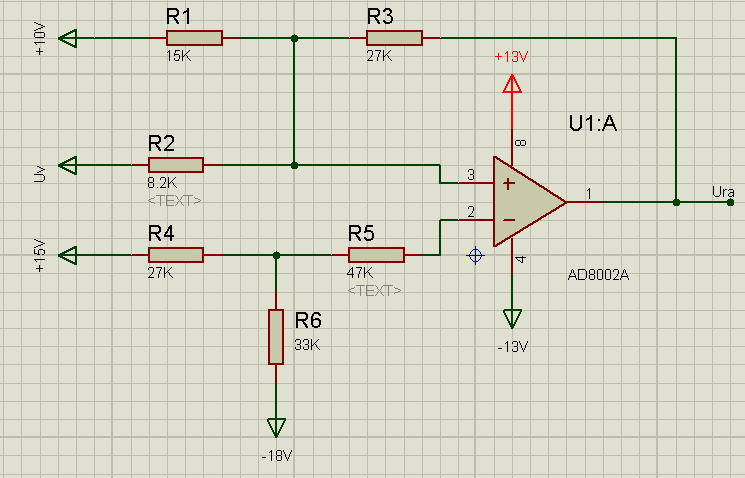 R1
R3
+10V
15K
27K
+13V
U1:A
8
R2
Uv
8.2K
<TEXT>
3
+
2
−
1
Ura
R4
R5
+15V
27K
47K
<TEXT>
4
AD8002A
R6
33K
-13V
-18V